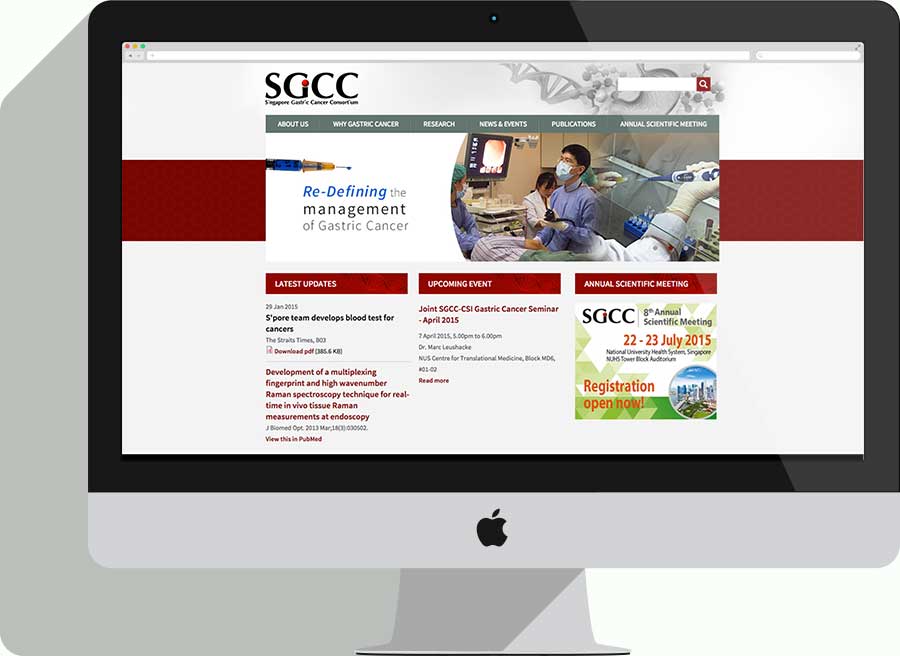 SGCC
Singapore Gastric Cancer Consortium
ABOUT US WHY GASTRIC CANCER RESEARCH NEWS & EVENTS PUBLICATIONS ANNUAL SCIENTIFIC MEETING
Re-Defining the
management
of Gastric Cancer
LATEST UPDATES
29 Jan 2015
S'pore team develops blood test for
cancers
The Straits Times, B03
Download pdf (385.6 KB)
Development of a multiplexing
fingerprint and high wavenumber
Raman spectroscopy technique for real-
time in vivo tissue Raman
measurements at endoscopy
J Biomed Opt. 2013 Mar;18(3):030502.
View this in PubMed
UPCOMING EVENT
Joint SGCC-CSI Gastric Cancer Seminar
- April 2015
7 April 2015, 5.00pm to 6.00pm
Dr. Marc Leushacke
NUS Centre for Translational Medicine, Block MD6,
#01-02
Read more
ANNUAL SCIENTIFIC MEETING
SGCC 8th Annual
Scientific Meeting
22 - 23 July 2015
National University Health System, Singapore
NUHS Tower Block Auditorium
Registration
open now!